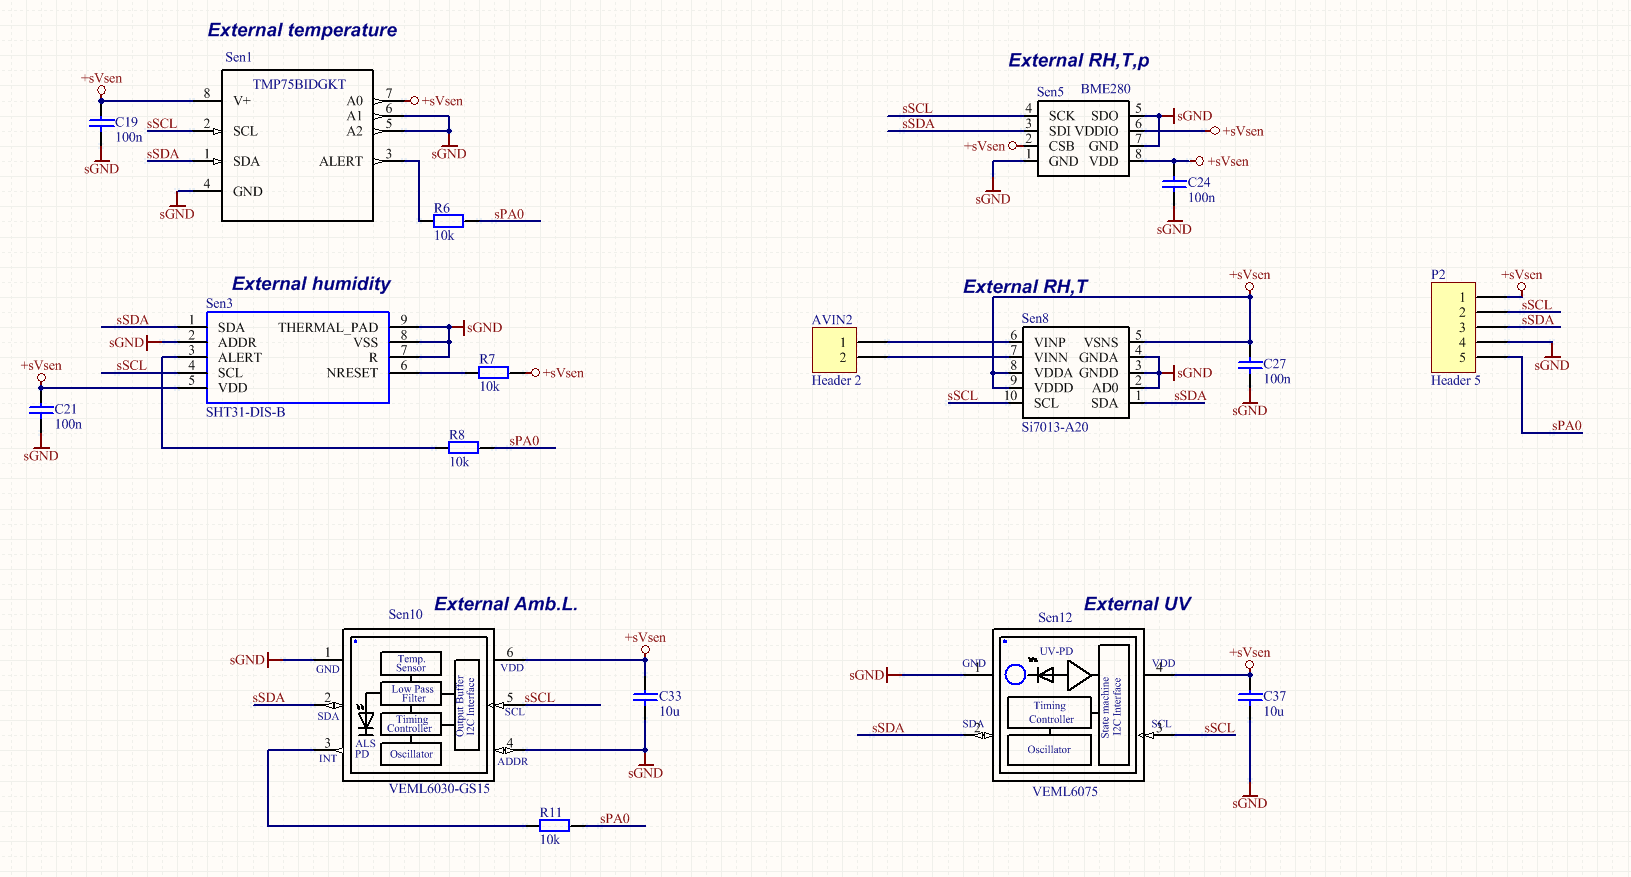 External temperature
Sen1
TMP75BIDGKT
+sVsen
8 V+
A0 7 +sVsen
A1 6
C19
100n
sSCL 2 SCL
A2 5
sGND
sSDA 1 SDA
ALERT 3
sGND
4 GND
sGND
R6
10k
sPA0
External RH,T,p
Sen5 BME280
sSCL 4 SCK SDO 5 sGND
sSDA 3 SDI VDDIO 6 +sVsen
+sVsen 2 CSB GND 7
1 GND VDD 8 +sVsen
sGND
C24
100n
sGND
External humidity
Sen3
sSDA 1 SDA THERMAL_PAD 9 sGND
sGND 2 ADDR VSS 8
3 ALERT R 7
sSCL 4 SCL NRESET 6 R7
10k
+sVsen
+sVsen
5 VDD
SHT31-DIS-B
C21
100n
sGND
R8
10k
sPA0
External RH,T
+sVsen
AVIN2
1
2
Header 2
Sen8
6 VINP VSNS 5
7 VINN GNDA 4
8 VDDA GNDD 3 sGND
9 VDDD AD0 2
sSCL 10 SCL SDA 1 sSDA
Si7013-A20
C27
100n
sGND
P2
+sVsen
1
2 sSCL
3 sSDA
4
5
sGND
Header 5
sPA0
External Amb.L.
Sen10
sGND 1 GND
sSDA 2 SDA
3 INT
Temp.
Sensor
Low Pass
Filter
Timing
Controller
Oscillator
ALS
PD
Output Buffer
I2C Interface
6 VDD
5 SCL sSCL
4 ADDR
+sVsen
C33
10u
sGND
VEML6030-GS15
R11
10k
sPA0
External UV
Sen12
sGND GND 1
sSDA SDA 2
UV-PD
Timing
Controller
Oscillator
State machine
I2C Interface
VDD 4
SCL 3 sSCL
+sVsen
C37
10u
sGND
VEML6075